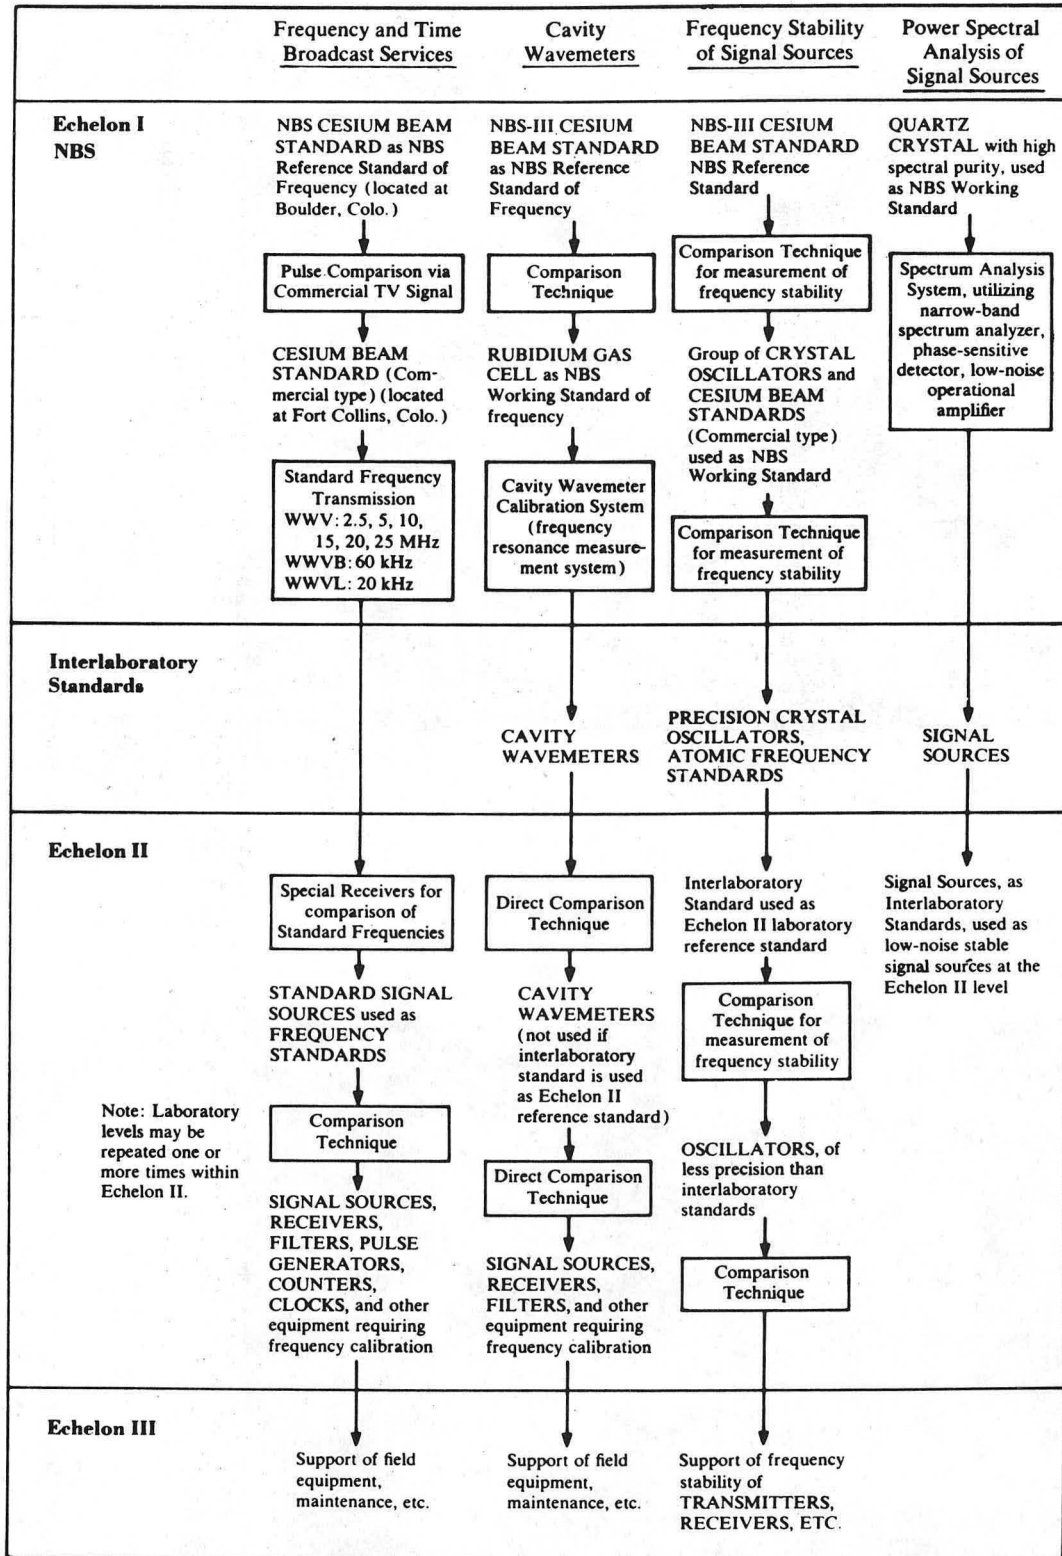 Frequency and Time
Broadcast Services
Cavity
Wavemeters
Frequency Stability
of Signal Sources
Power Spectral
Analysis of
Signal Sources
Echelon I
NBS
NBS CESIUM BEAM
STANDARD as NBS
Reference Standard of
Frequency (located at
Boulder, Colo.)
Pulse Comparison via
Commercial TV Signal
CESIUM BEAM
STANDARD (Com-
mercial type) (located
at Fort Collins, Colo.)
Standard Frequency
Transmission
WWV: 2.5, 5, 10,
15, 20, 25 MHz
WWVB: 60 kHz
WWVL: 20 kHz
NBS-III CESIUM
BEAM STANDARD
as NBS Reference
Standard of
Frequency
Comparison
Technique
RUBIDIUM GAS
CELL as NBS
Working Standard of
frequency
Cavity Wavemeter
Calibration System
(frequency
resonance measure-
ment system)
NBS-III CESIUM
BEAM STANDARD
NBS Reference
Standard
Comparison Technique
for measurement of
frequency stability
Group of CRYSTAL
OSCILLATORS and
CESIUM BEAM
STANDARDS
(Commercial type)
used as NBS
Working Standard
Comparison Technique
for measurement of
frequency stability
QUARTZ
CRYSTAL with high
spectral purity, used
as NBS Working
Standard
Spectrum Analysis
System, utilizing
narrow-band
spectrum analyzer,
phase-sensitive
detector, low-noise
operational
amplifier
Interlaboratory
Standards
CAVITY
WAVEMETERS
PRECISION CRYSTAL
OSCILLATORS,
ATOMIC FREQUENCY
STANDARDS
SIGNAL
SOURCES
Echelon II
Note: Laboratory
levels may be
repeated one or
more times within
Echelon II.
Special Receivers for
comparison of
Standard Frequencies
STANDARD SIGNAL
SOURCES used as
FREQUENCY
STANDARDS
Comparison
Technique
SIGNAL SOURCES,
RECEIVERS,
FILTERS, PULSE
GENERATORS,
COUNTERS,
CLOCKS, and other
equipment requiring
frequency calibration
Direct Comparison
Technique
CAVITY
WAVEMETERS
(not used if
interlaboratory
standard is used
as Echelon II
reference standard)
Direct Comparison
Technique
SIGNAL SOURCES,
RECEIVERS,
FILTERS, and other
equipment requiring
frequency calibration
Interlaboratory
Standard used as
Echelon II laboratory
reference standard
Comparison
Technique for
measurement of
frequency stability
OSCILLATORS, of
less precision than
interlaboratory
standards
Comparison
Technique
Signal Sources, as
Interlaboratory
Standards, used as
low-noise stable
signal sources at the
Echelon II level
Echelon III
Support of field
equipment,
maintenance, etc.
Support of field
equipment,
maintenance, etc.
Support of frequency
stability of
TRANSMITTERS,
RECEIVERS, ETC.